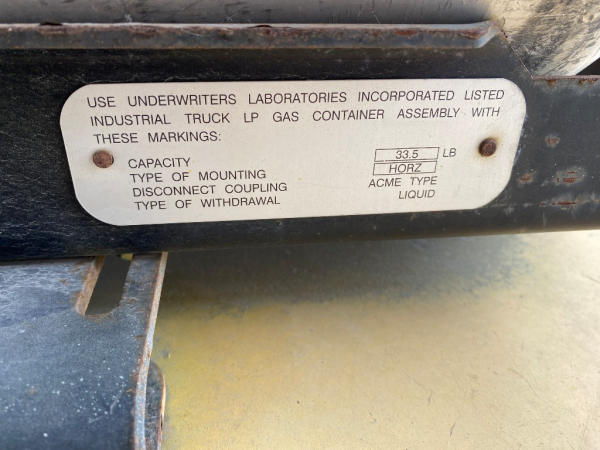 USE UNDERWRITERS LABORATORIES INCORPORATED LISTED
INDUSTRIAL TRUCK LP GAS CONTAINER ASSEMBLY WITH
THESE MARKINGS:
CAPACITY 33.5 LB
TYPE OF MOUNTING HORZ
DISCONNECT COUPLING ACME TYPE
TYPE OF WITHDRAWAL LIQUID